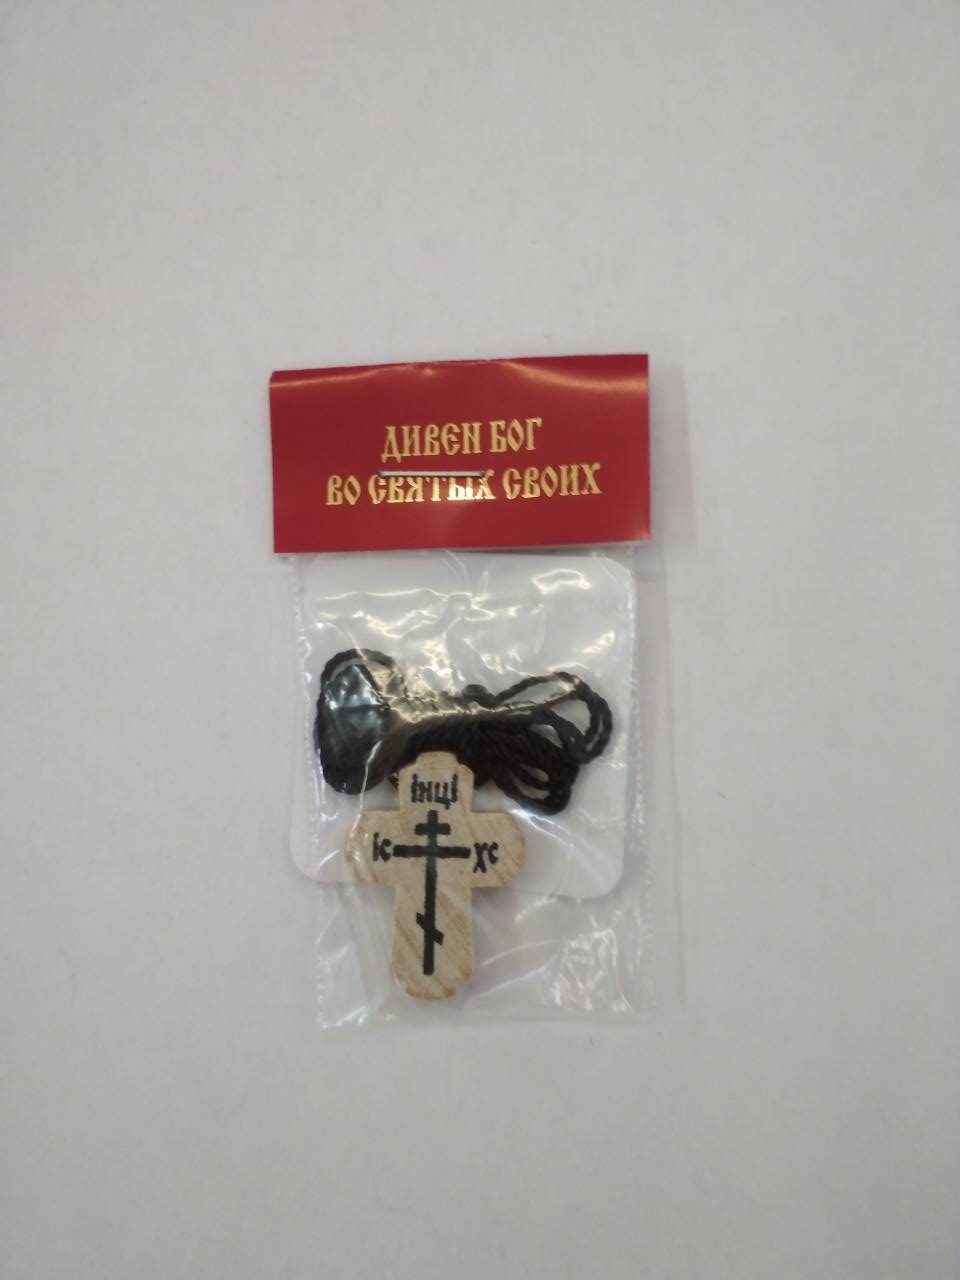 ДИВЕН БОГ
ВО СВЯТЫХ СВОИХ
ІНЦІ
ІС ХС